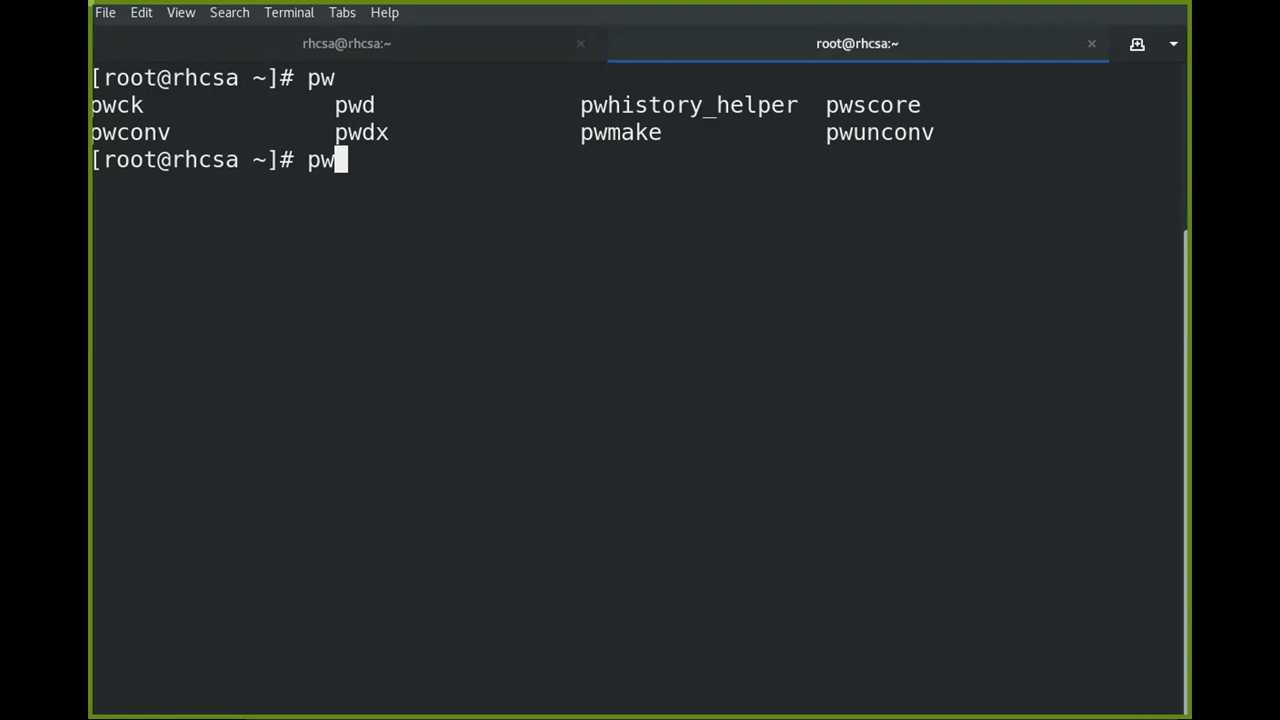 File Edit View Search Terminal Tabs Help
rhcsa@rhcsa:~ × root@rhcsa:~ ×
[root@rhcsa ~]# pw
pwck pwd pwhistory_helper pwscore
pwconv pwdx pwmake pwunconv
[root@rhcsa ~]# pw